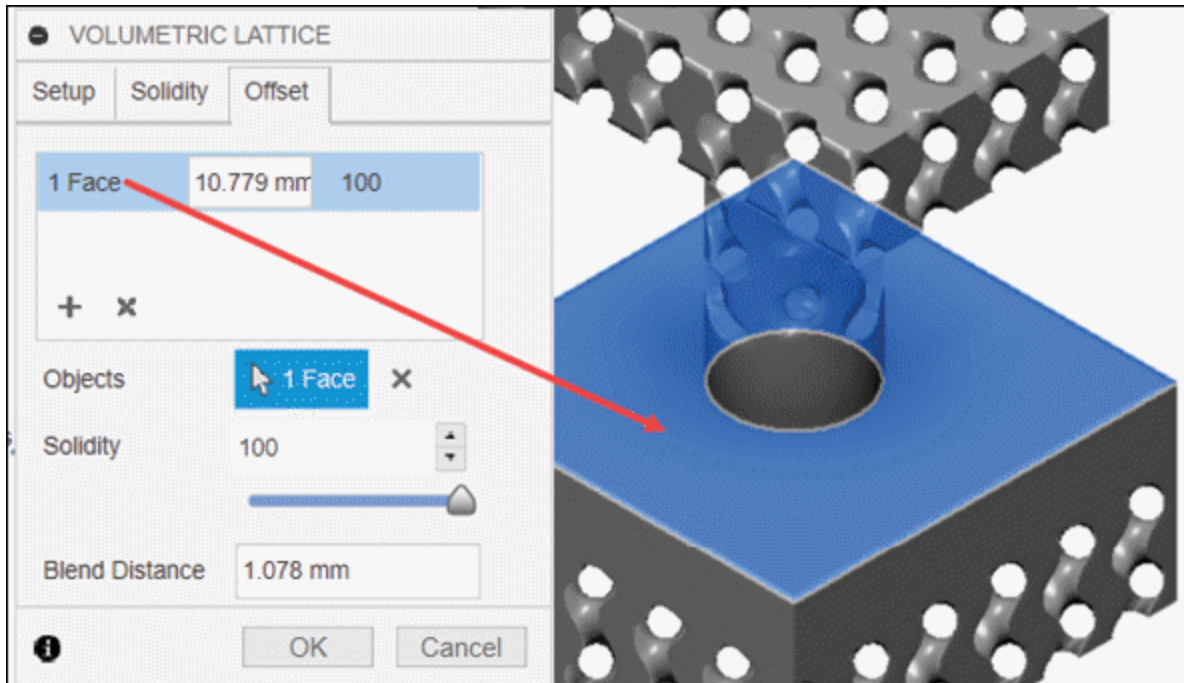 VOLUMETRIC LATTICE
Setup Solidity Offset
1 Face 10.779 mm 100
Objects 1 Face
Solidity 100
Blend Distance 1.078 mm
OK Cancel